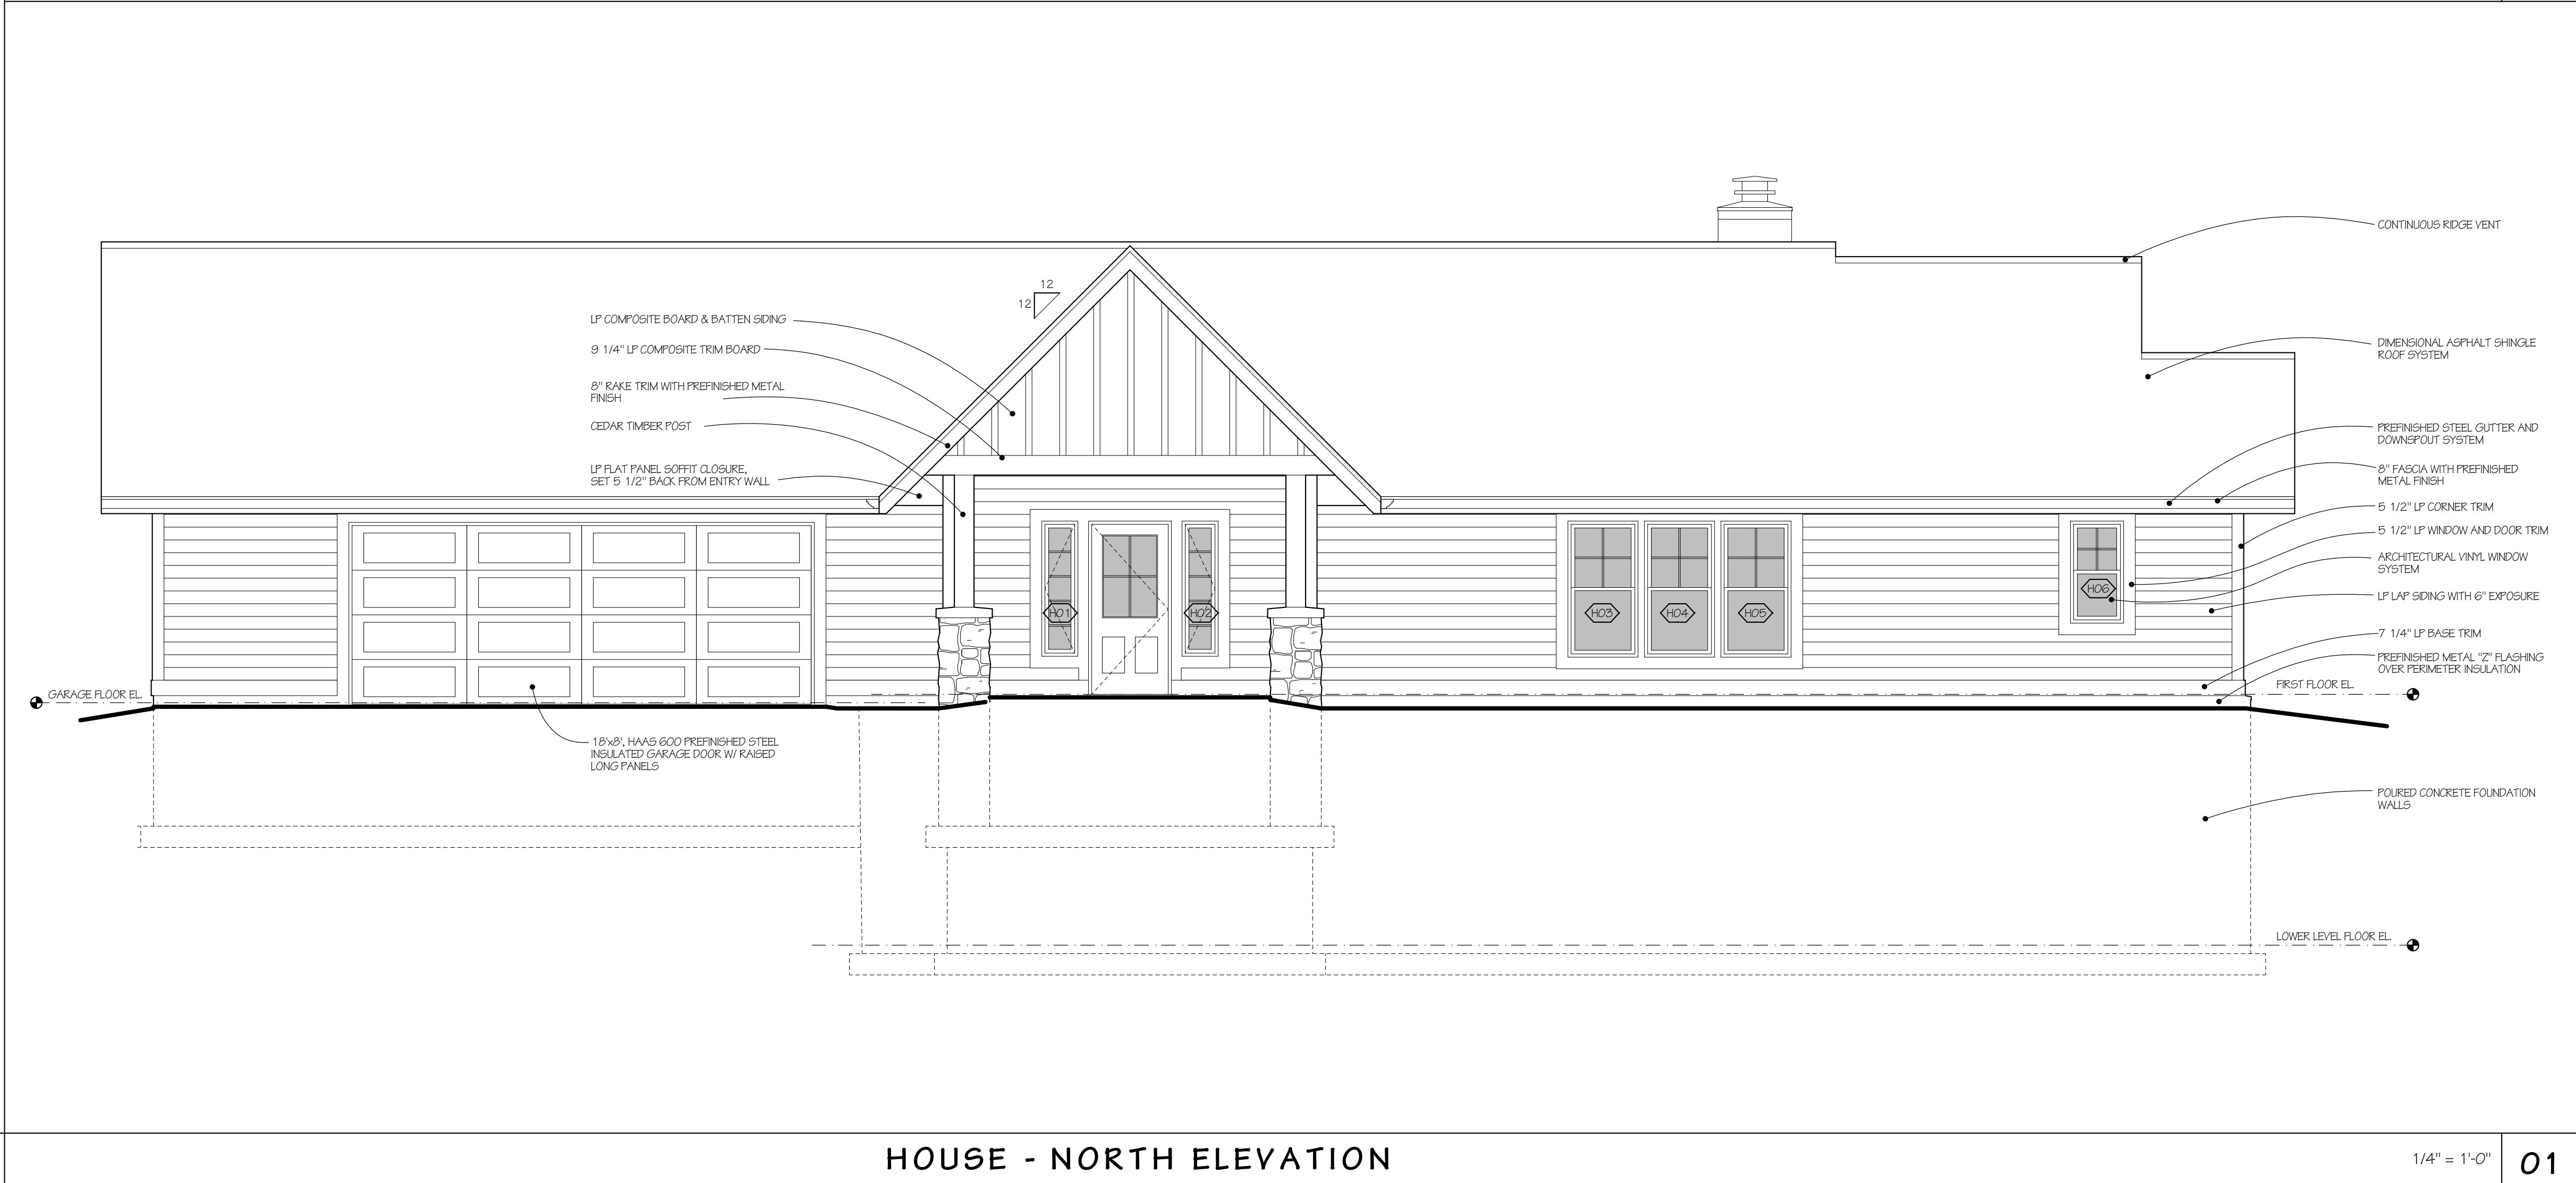 CONTINUOUS RIDGE VENT
12
12
LP COMPOSITE BOARD & BATTEN SIDING
9 1/4" LP COMPOSITE TRIM BOARD
8" RAKE TRIM WITH PREFINISHED METAL
FINISH
CEDAR TIMBER POST
LP FLAT PANEL SOFFIT CLOSURE,
SET 5 1/2" BACK FROM ENTRY WALL
DIMENSIONAL ASPHALT SHINGLE
ROOF SYSTEM
PREFINISHED STEEL GUTTER AND
DOWNSPOUT SYSTEM
8" FASCIA WITH PREFINISHED
METAL FINISH
5 1/2" LP CORNER TRIM
5 1/2" LP WINDOW AND DOOR TRIM
ARCHITECTURAL VINYL WINDOW
SYSTEM
LP LAP SIDING WITH 6" EXPOSURE
7 1/4" LP BASE TRIM
PREFINISHED METAL "Z" FLASHING
OVER PERIMETER INSULATION
H01
H02
H03
H04
H05
H06
GARAGE FLOOR EL.
FIRST FLOOR EL.
18'x8', HAAS 600 PREFINISHED STEEL
INSULATED GARAGE DOOR W/ RAISED
LONG PANELS
POURED CONCRETE FOUNDATION
WALLS
LOWER LEVEL FLOOR EL.
HOUSE - NORTH ELEVATION
1/4" = 1'-0"
01